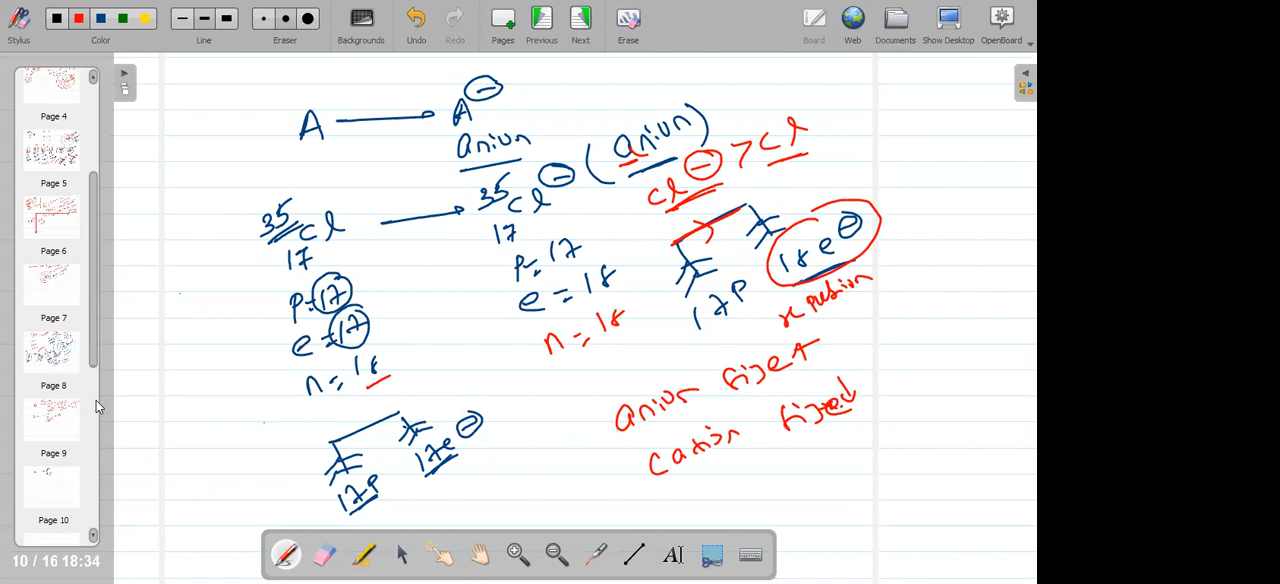 Stylus
Color
Line
Eraser
Backgrounds
Undo
Redo
Pages
Previous
Next
Erase
Board
Web
Documents
Show Desktop
OpenBoard
Page 4
Page 5
Page 6
Page 7
Page 8
Page 9
Page 10
10 / 16 18:34
A → A⊖
anion
35 Cl 17 → 35 Cl⊖ 17 (anion)
Cl⊖ > Cl
p = 17
e = 17
n = 18
p = 17
e = 18
n = 18
17P 18e⊖
repulsion
17P 17e⊖
anion size ↑
Cation size ↓